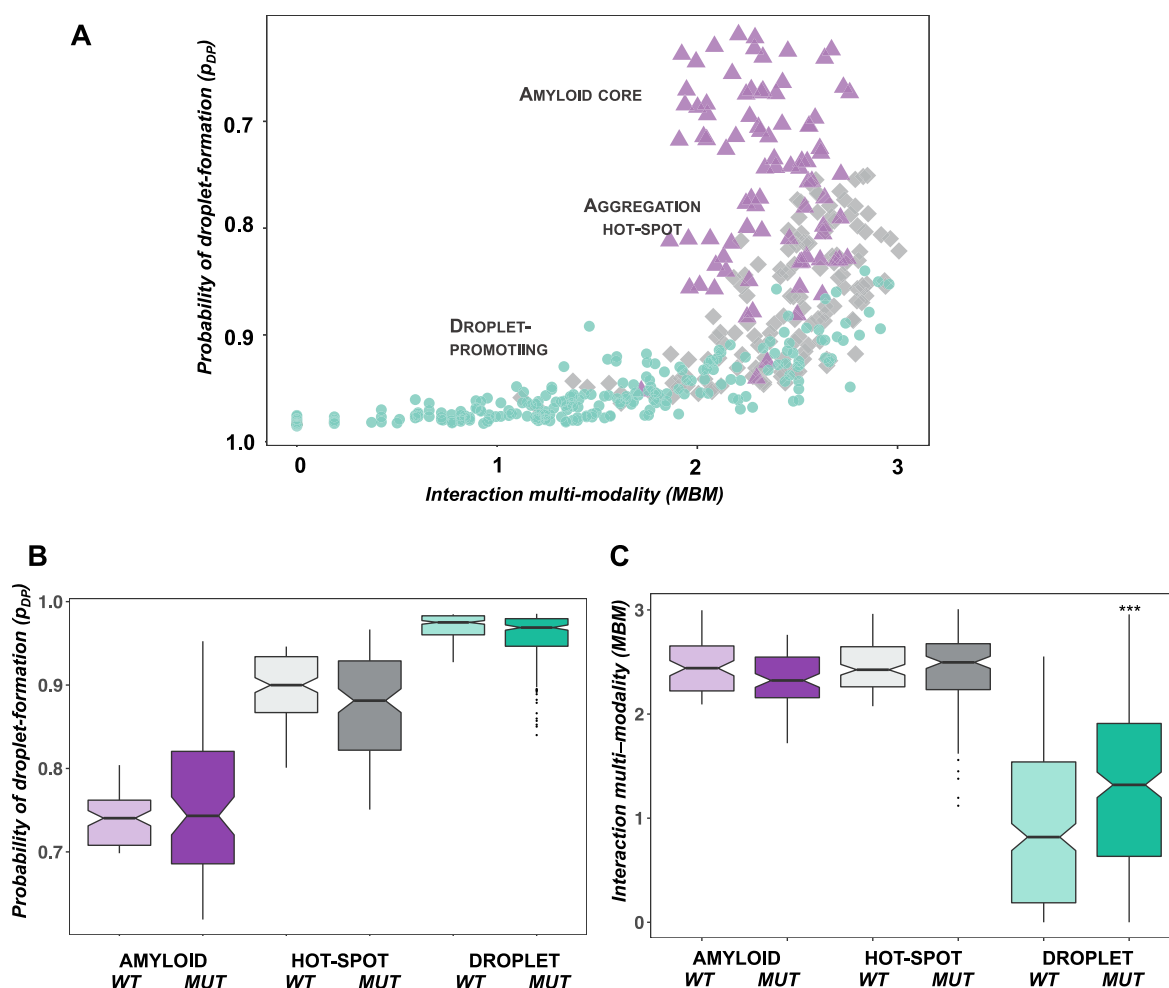 A
Probability of droplet-formation (pDP)
0.7
0.8
0.9
1.0
AMYLOID CORE
AGGREGATION
HOT-SPOT
DROPLET-
PROMOTIING
0
1
2
3
Interaction multi-modality (MBM)
B
Probability of droplet-formation (pDP)
1.0
0.9
0.8
0.7
AMYLOID
HOT-SPOT
DROPLET
WT
MUT
WT
MUT
WT
MUT
C
Interaction multi–modality (MBM)
3
2
1
0
***
AMYLOID
HOT-SPOT
DROPLET
WT
MUT
WT
MUT
WT
MUT